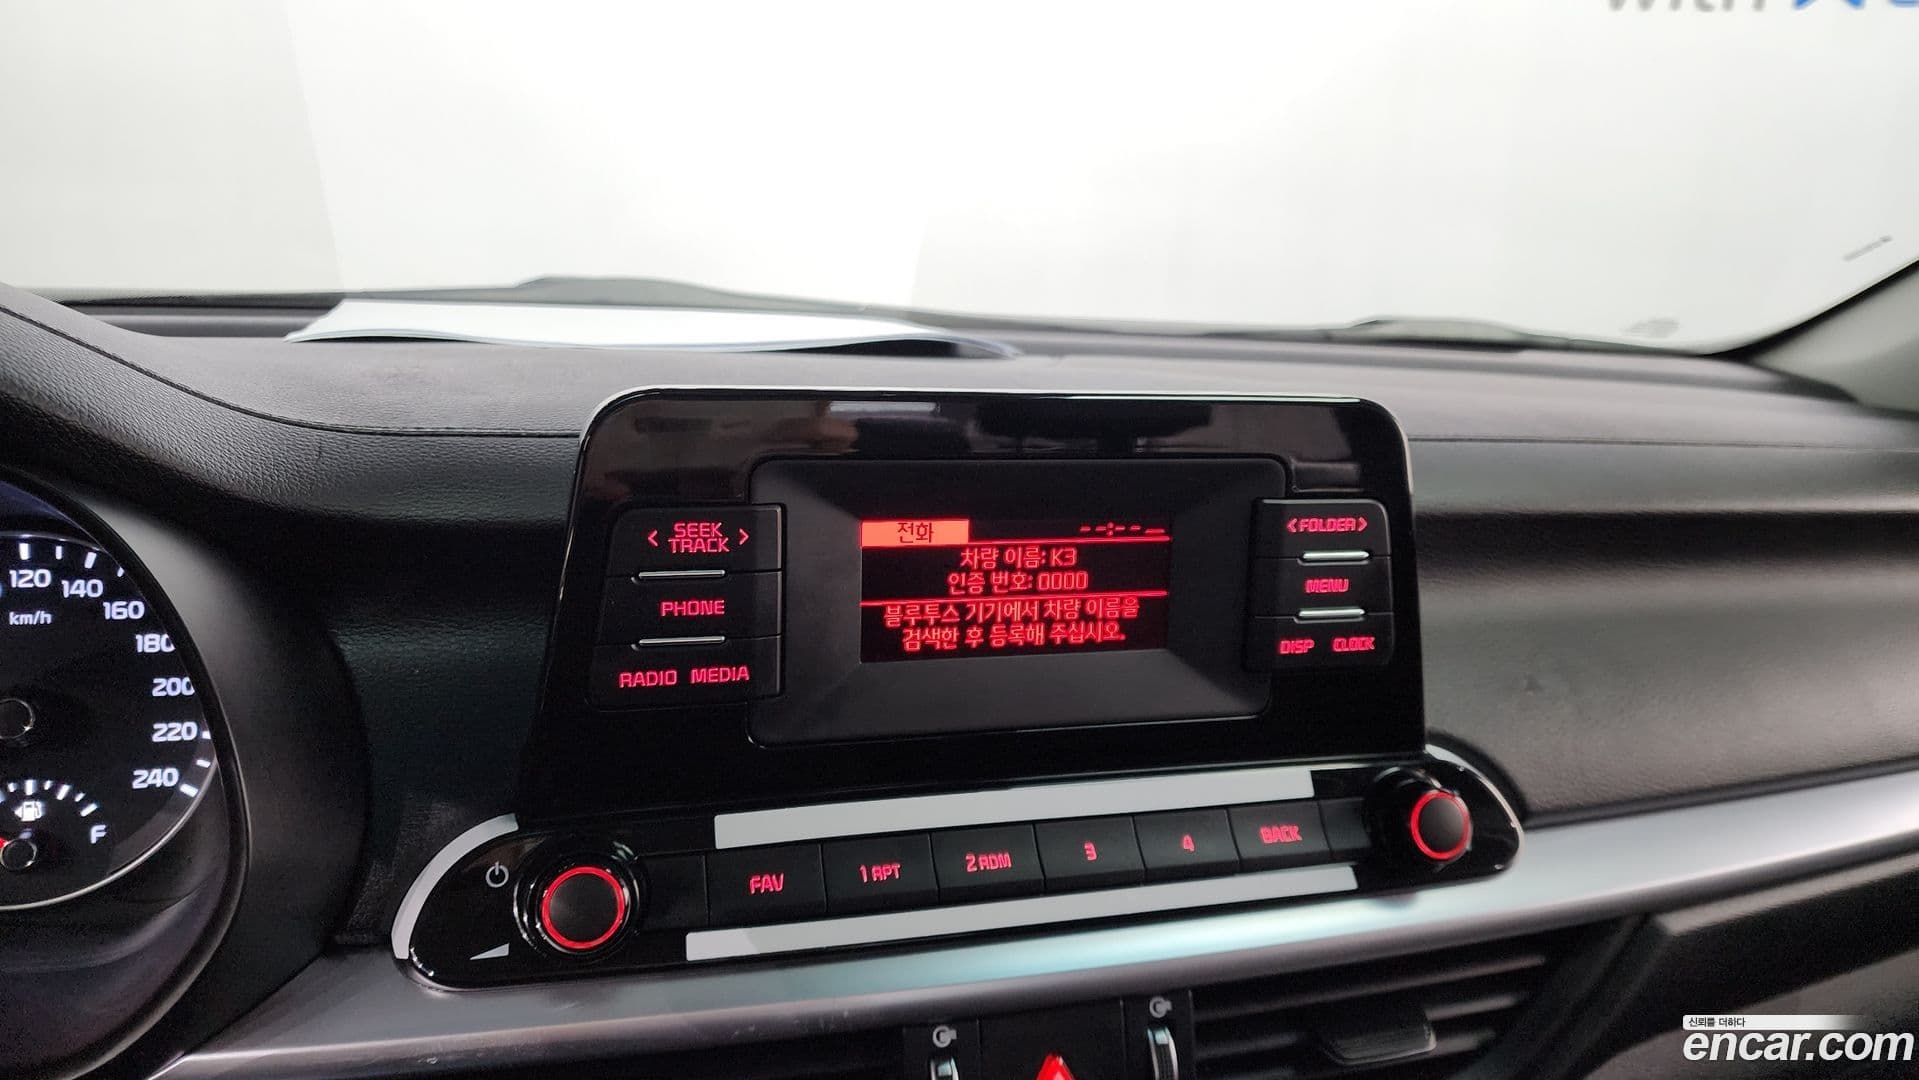 with
120
140
km/h
160
180
200
220
240
F
SEEK
TRACK
PHONE
RADIO MEDIA
전화 --:--
차량 이름: K3
인증 번호: 0000
블루투스 기기에서 차량 이름을
검색한 후 등록해 주십시오.
FOLDER
MENU
DISP CLOCK
FAV
1 RPT
2 RDM
3
4
BACK
신뢰를 더하다
encar.com